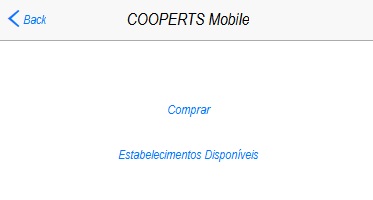 Back
COOPERTS Mobile
Comprar
Estabelecimentos Disponíveis